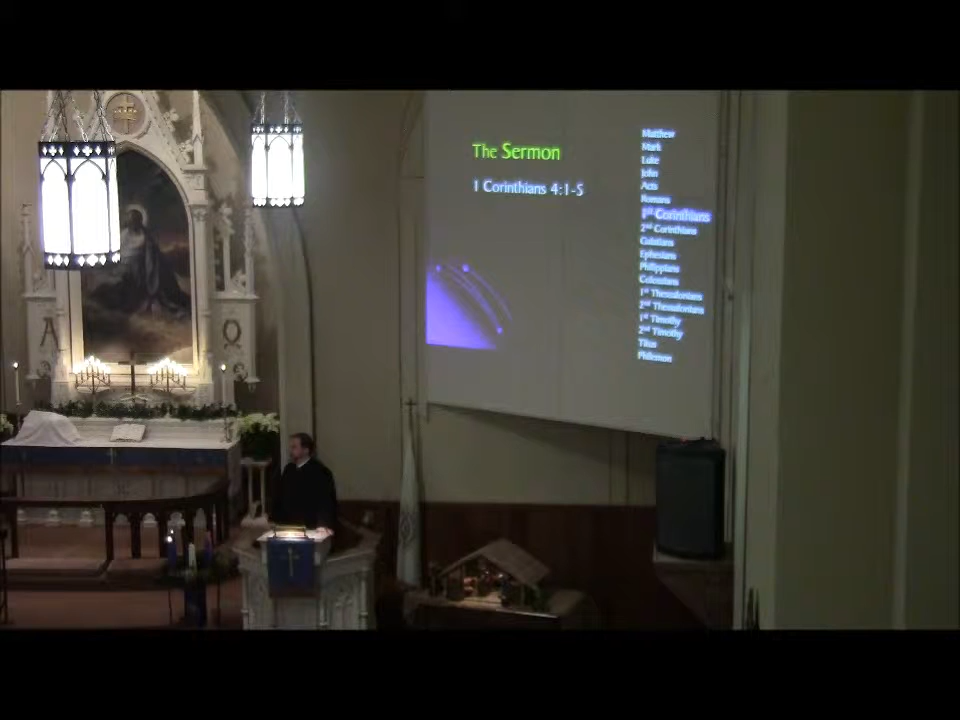 The Sermon
1 Corinthians 4:1-5
Matthew
Mark
Luke
John
Acts
Romans
1st Corinthians
2nd Corinthians
Galatians
Ephesians
Philippians
Colossians
1st Thessalonians
2nd Thessalonians
1st Timothy
2nd Timothy
Titus
Philemon
Α
Ω